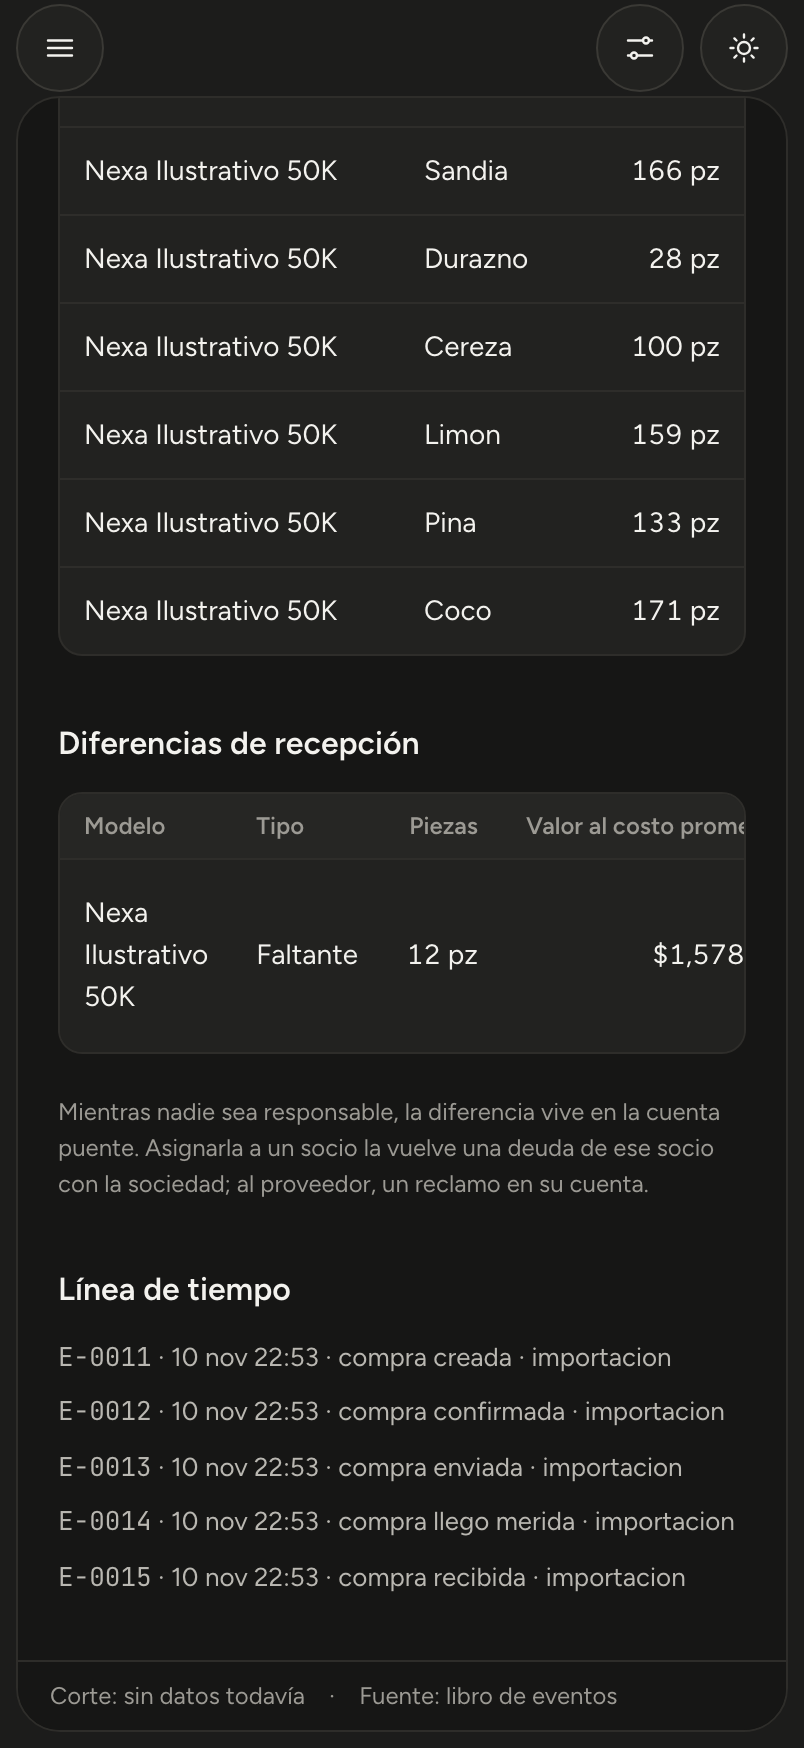 Nexa Ilustrativo 50K Sandia 166 pz
Nexa Ilustrativo 50K Durazno 28 pz
Nexa Ilustrativo 50K Cereza 100 pz
Nexa Ilustrativo 50K Limon 159 pz
Nexa Ilustrativo 50K Pina 133 pz
Nexa Ilustrativo 50K Coco 171 pz
Diferencias de recepción
Modelo Tipo Piezas Valor al costo prome
Nexa
Ilustrativo Faltante 12 pz $1,578
50K
Mientras nadie sea responsable, la diferencia vive en la cuenta
puente. Asignarla a un socio la vuelve una deuda de ese socio
con la sociedad; al proveedor, un reclamo en su cuenta.
Línea de tiempo
E-0011 · 10 nov 22:53 · compra creada · importacion
E-0012 · 10 nov 22:53 · compra confirmada · importacion
E-0013 · 10 nov 22:53 · compra enviada · importacion
E-0014 · 10 nov 22:53 · compra llego merida · importacion
E-0015 · 10 nov 22:53 · compra recibida · importacion
Corte: sin datos todavía · Fuente: libro de eventos